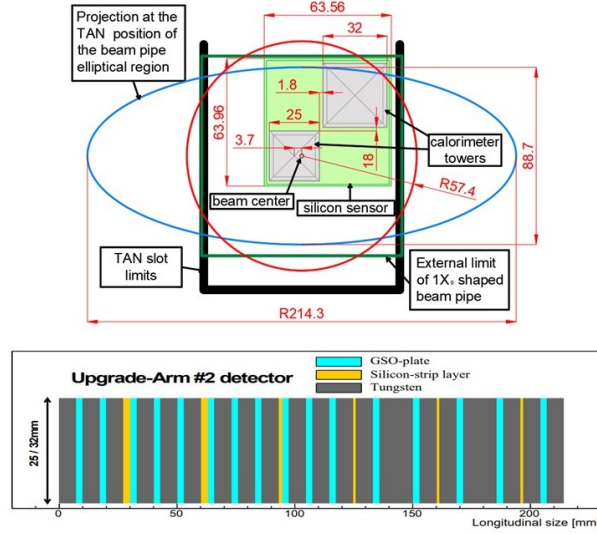 63.56
Projection at the
TAN position of
the beam pipe
elliptical region
32
1.8
25
63.96
3.7
18
88.7
calorimeter
towers
R57.4
beam center
silicon sensor
TAN slot
limits
External limit
of 1X₀ shaped
beam pipe
R214.3
Upgrade-Arm #2 detector
GSO-plate
Silicon-strip layer
Tungsten
25 / 32mm
0 50 100 150 200
Longitudinal size [mm